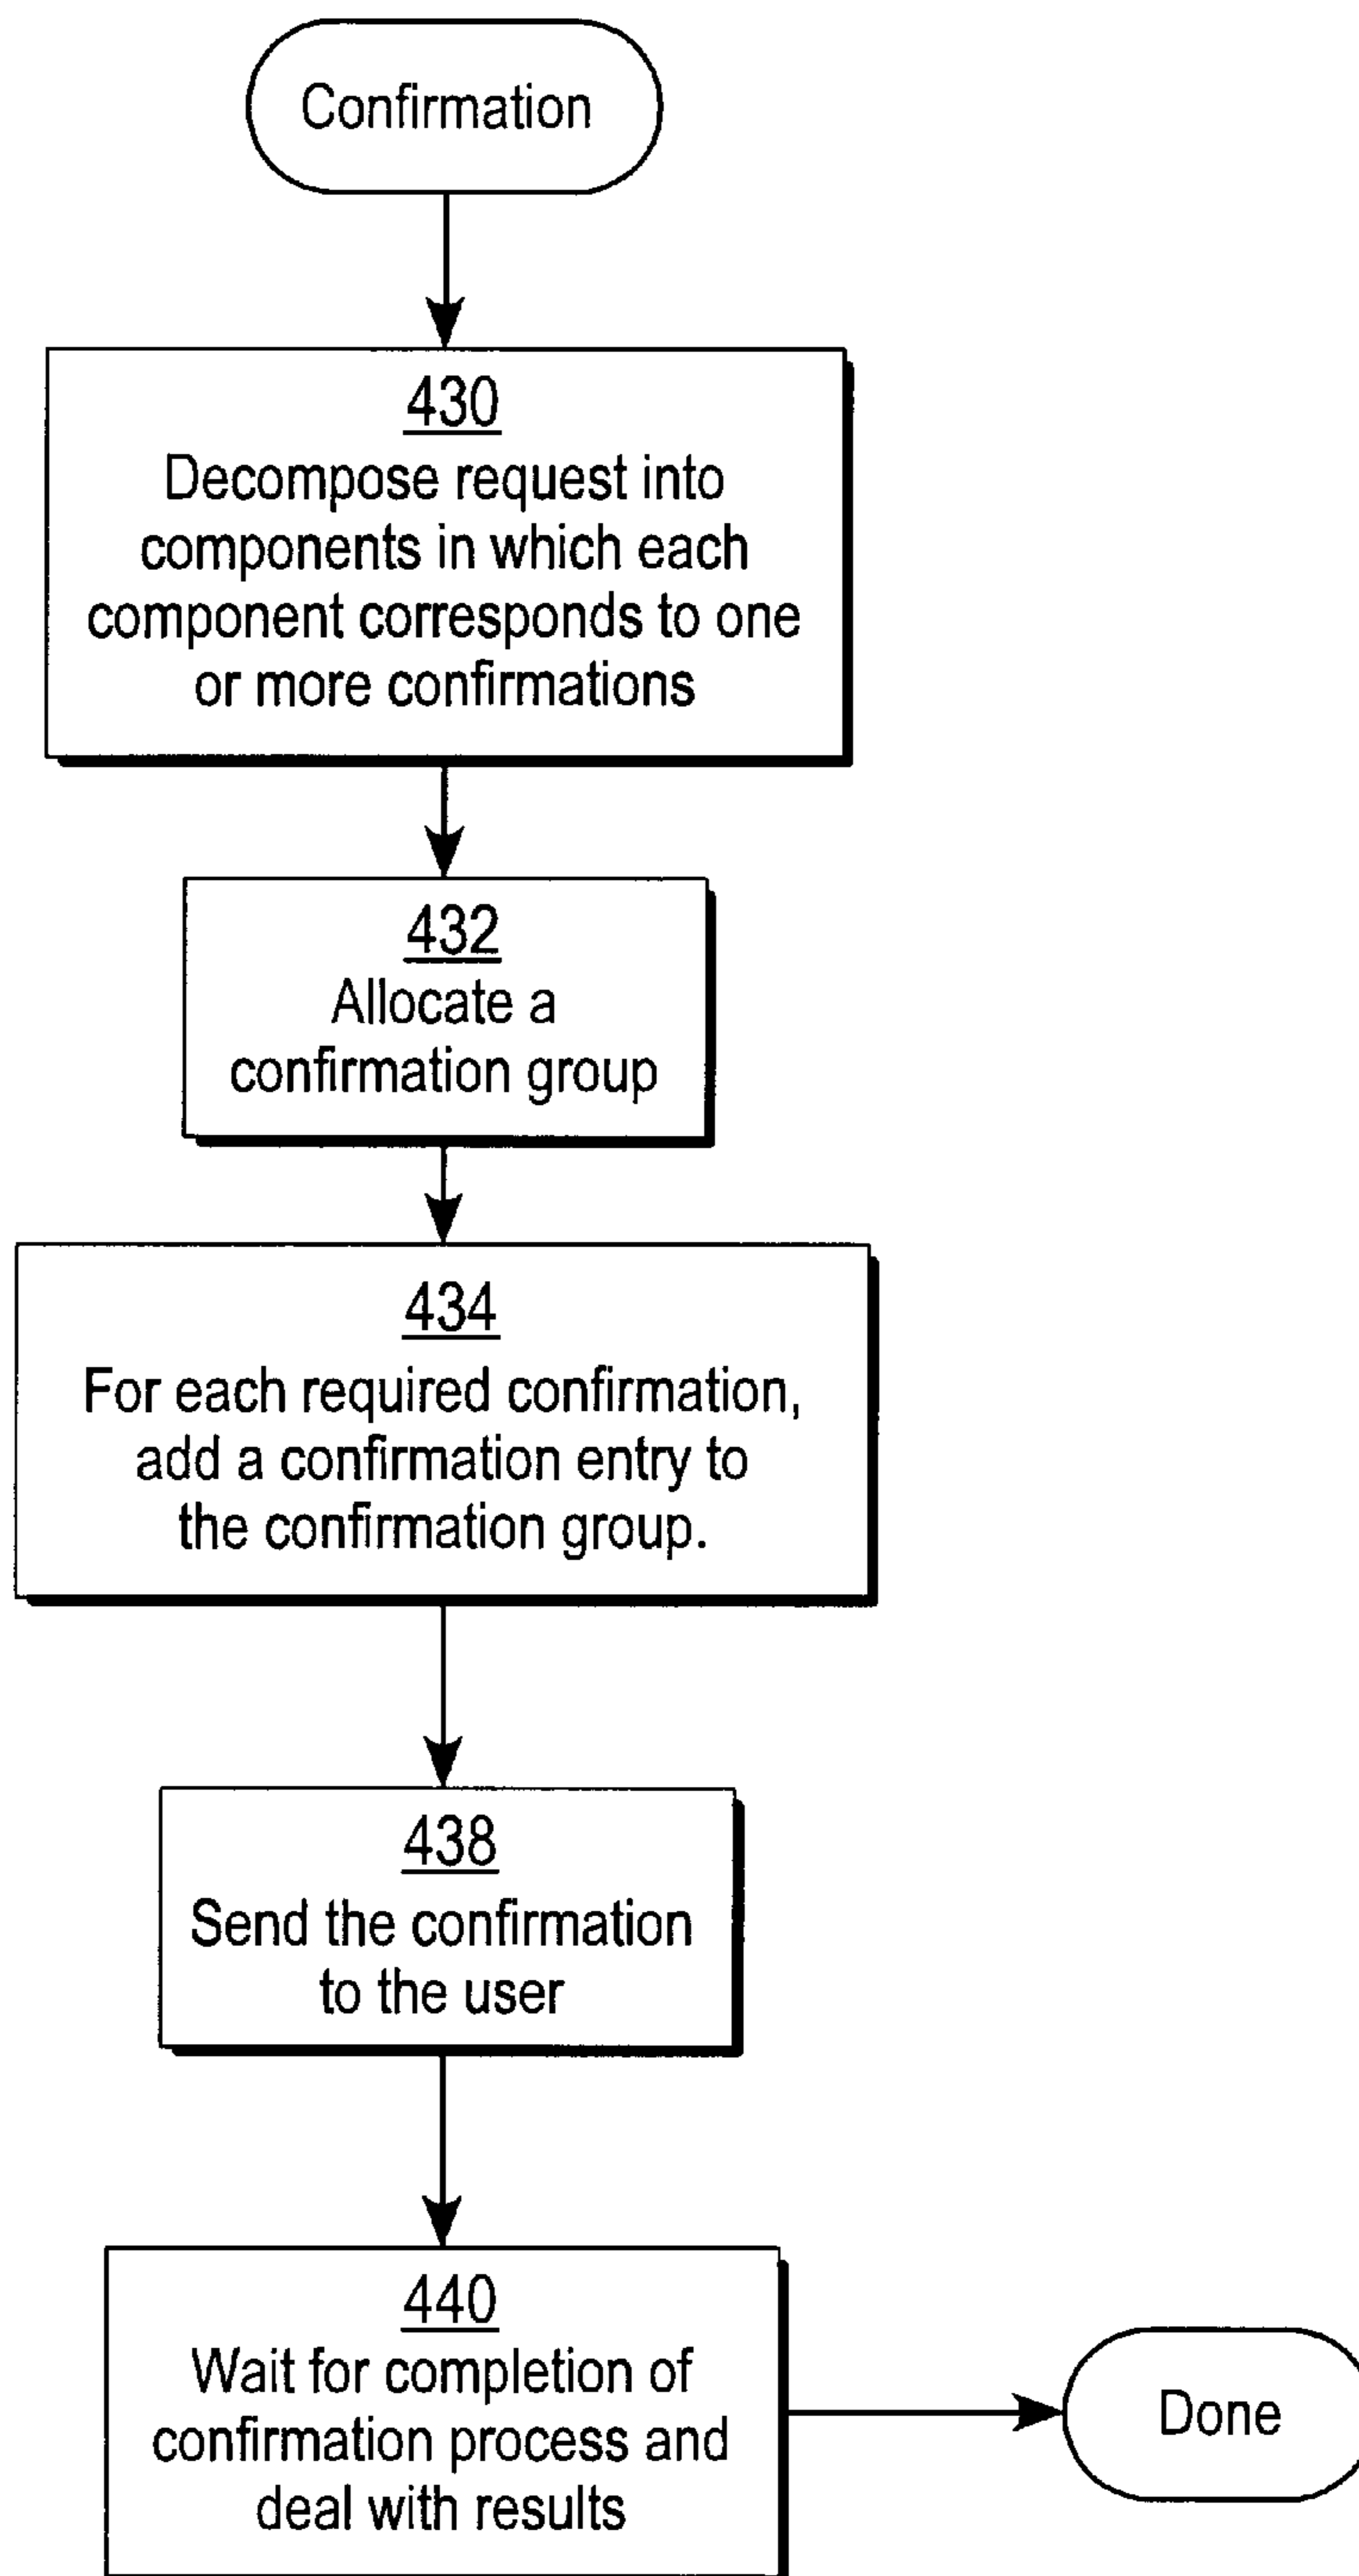 Confirmation
430
Decompose request into
components in which each
component corresponds to one
or more confirmations
432
Allocate a
confirmation group
434
For each required confirmation,
add a confirmation entry to
the confirmation group.
438
Send the confirmation
to the user
440
Wait for completion of
confirmation process and
deal with results
Done